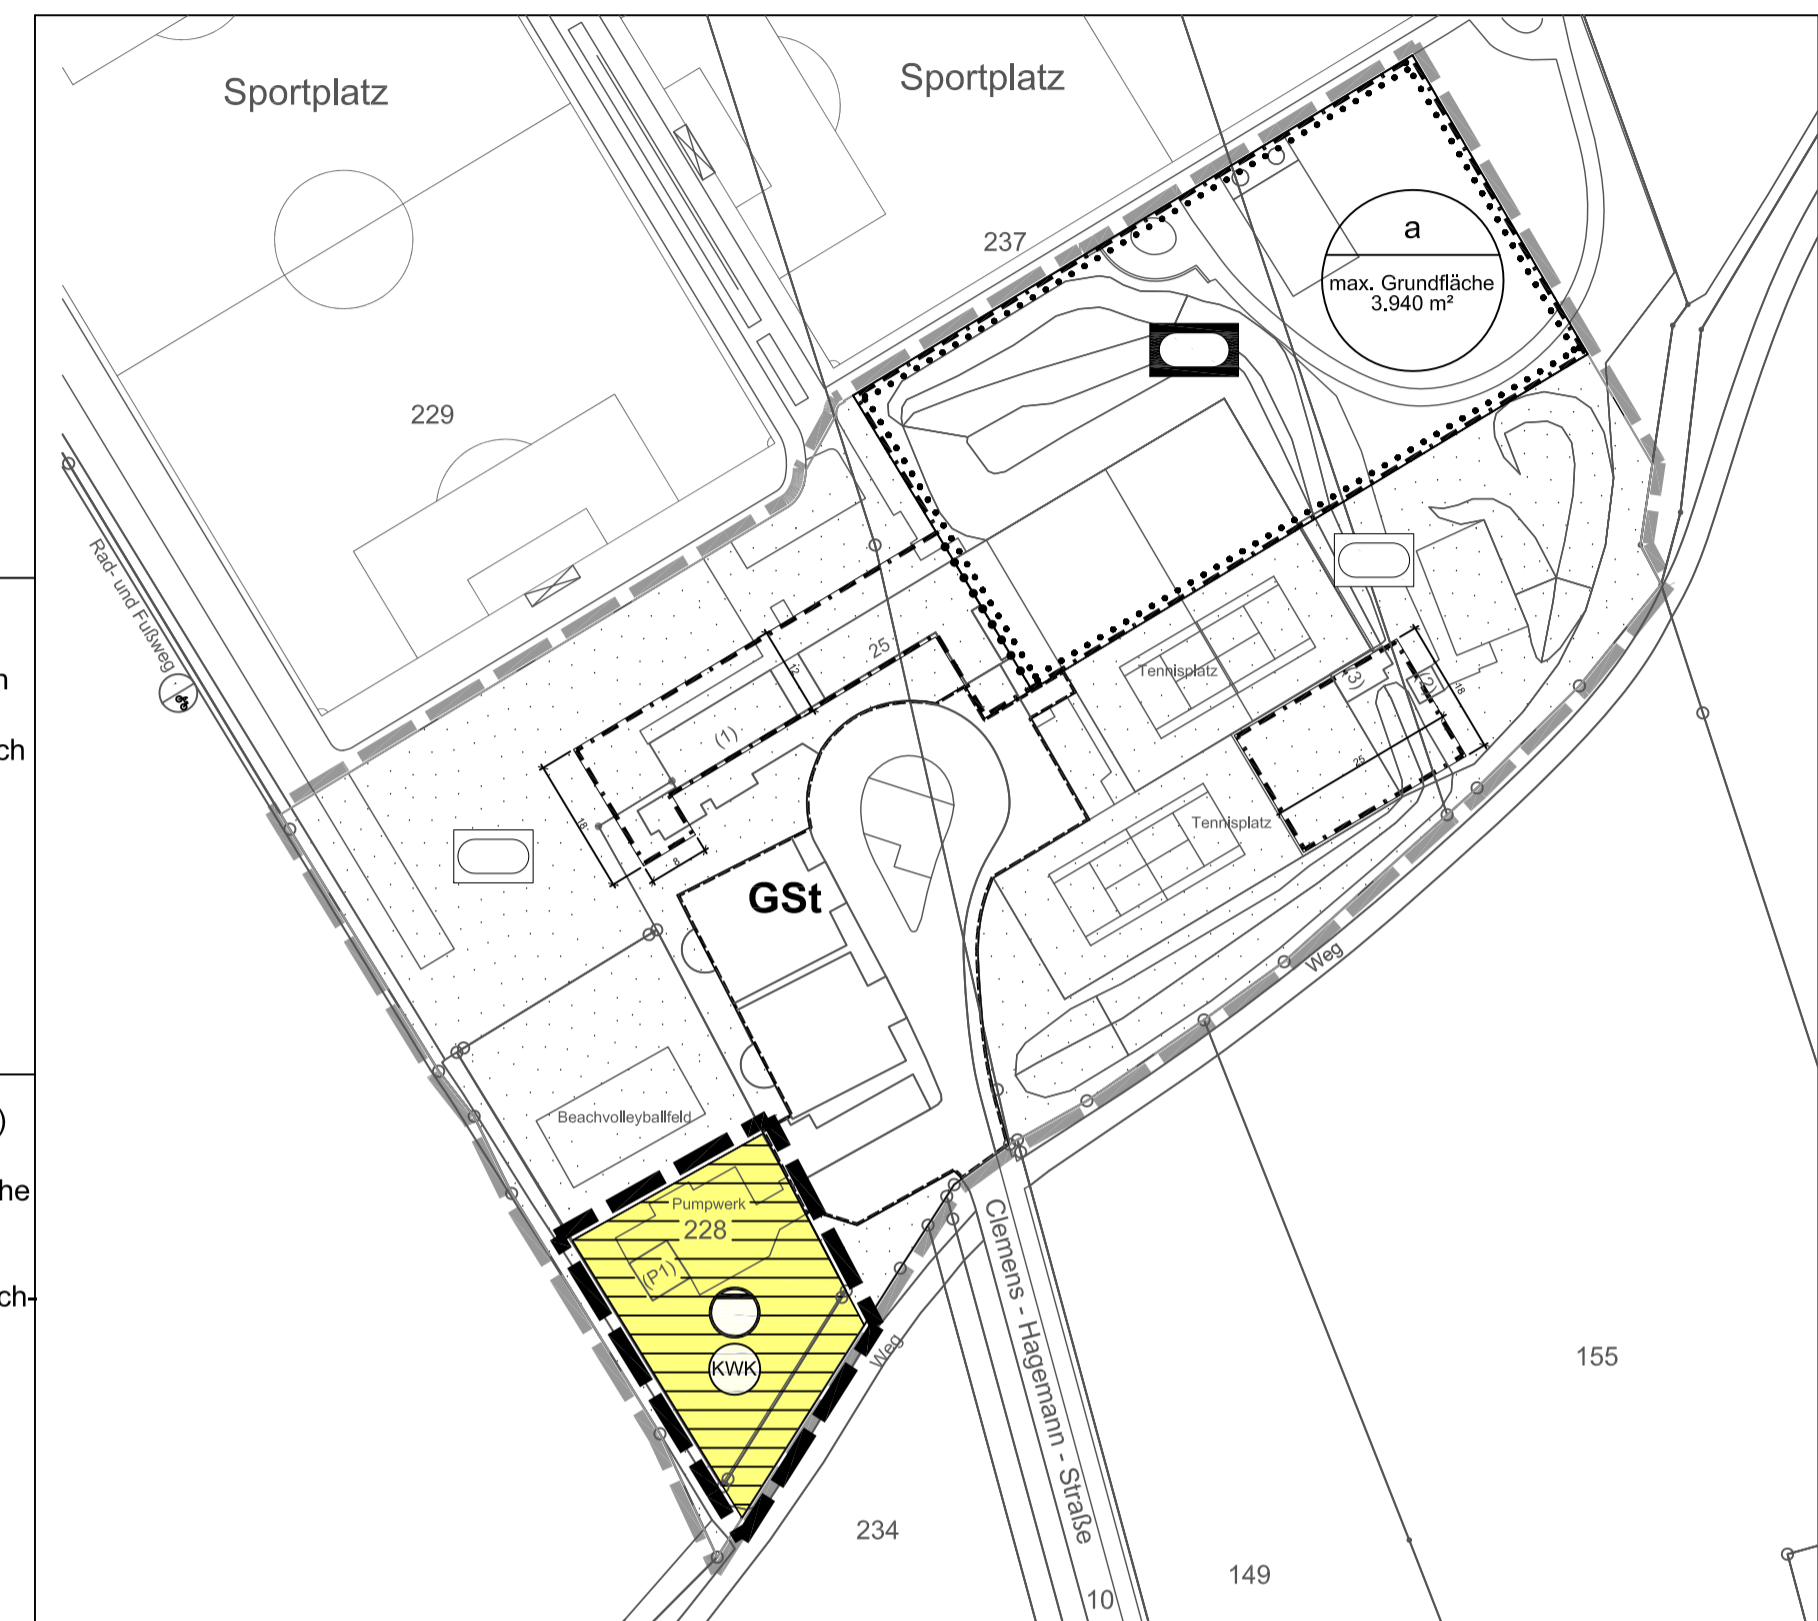 Sportplatz
Sportplatz
237
a
max. Grundfläche
3.940 m²
229
Rad- und Fußweg
n
ch
25
12
(1)
Tennisplatz
(3)
(2)
18
25
18
8
Tennisplatz
GSt
Weg
Beachvolleyballfeld
)
he
ch-
Pumpwerk
228
(P1)
KWK
Weg
Clemens - Hagemann - Straße
155
234
149
10